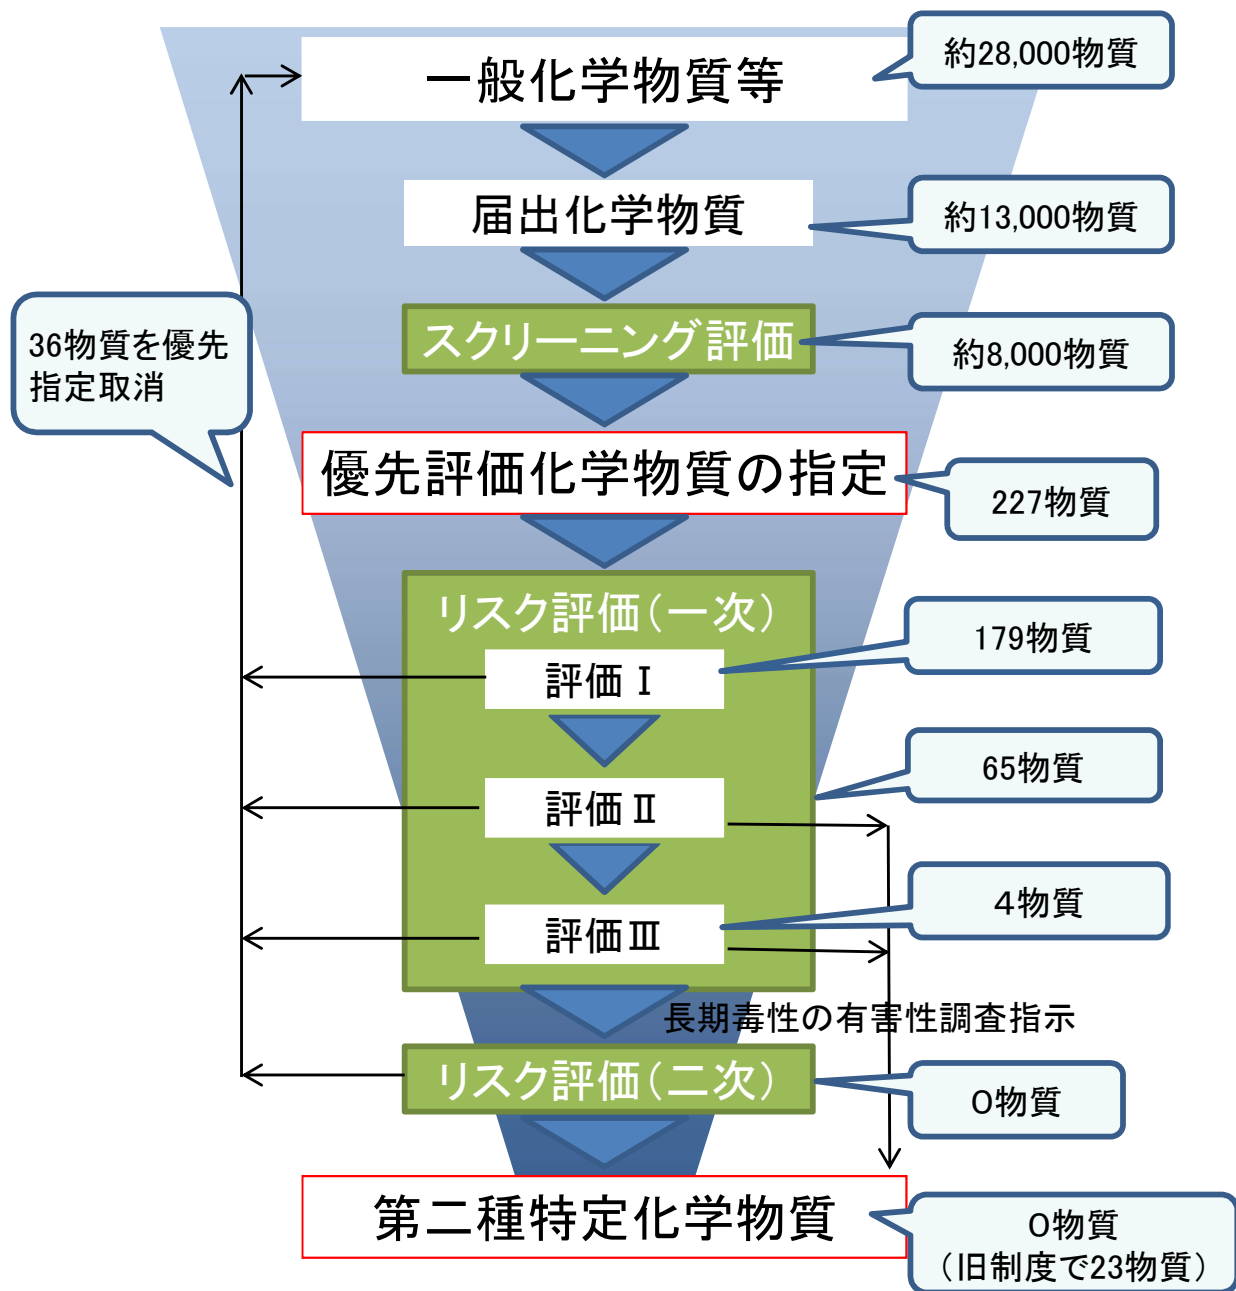 一般化学物質等
約28,000物質
届出化学物質
約13,000物質
スクリーニング評価
約8,000物質
36物質を優先
指定取消
優先評価化学物質の指定
227物質
リスク評価（一次）
179物質
評価Ⅰ
65物質
評価Ⅱ
4物質
評価Ⅲ
長期毒性の有害性調査指示
リスク評価（二次）
0物質
第二種特定化学物質
0物質
（旧制度で23物質）